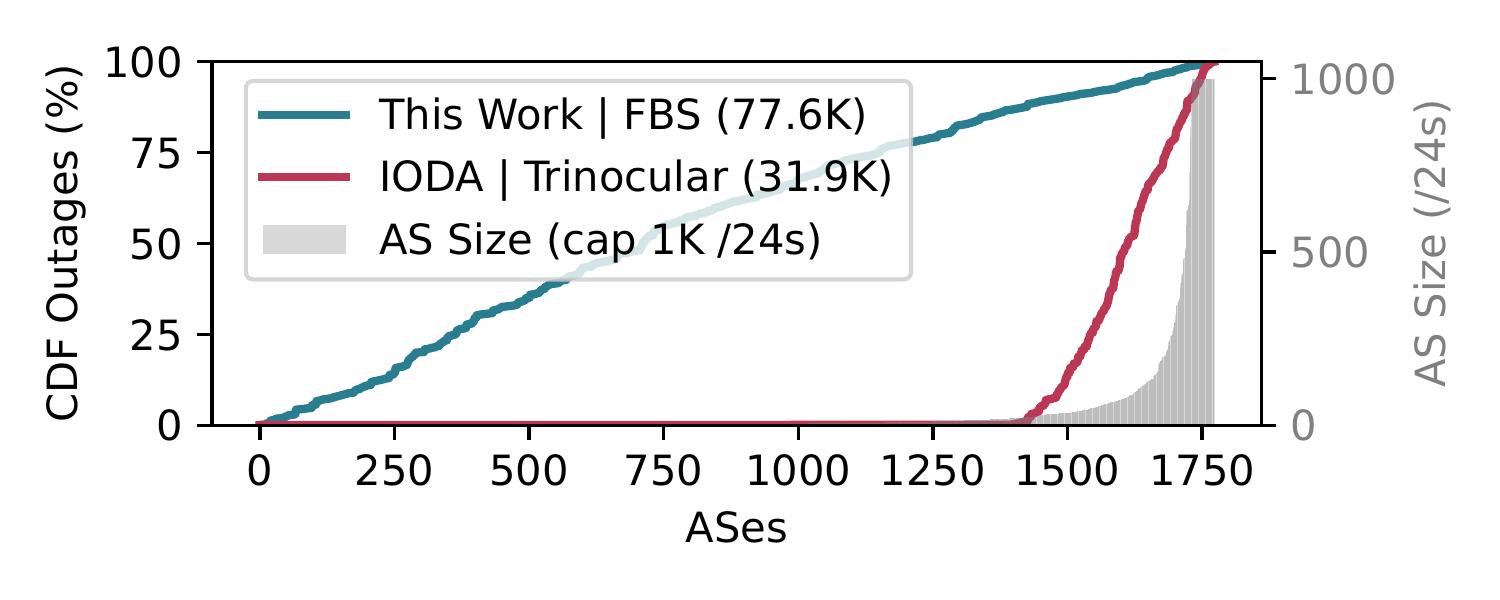 CDF Outages (%)
100
75
50
25
0
This Work | FBS (77.6K)
IODA | Trinocular (31.9K)
AS Size (cap 1K /24s)
1000
500
0
AS Size (/24s)
0 250 500 750 1000 1250 1500 1750
ASes